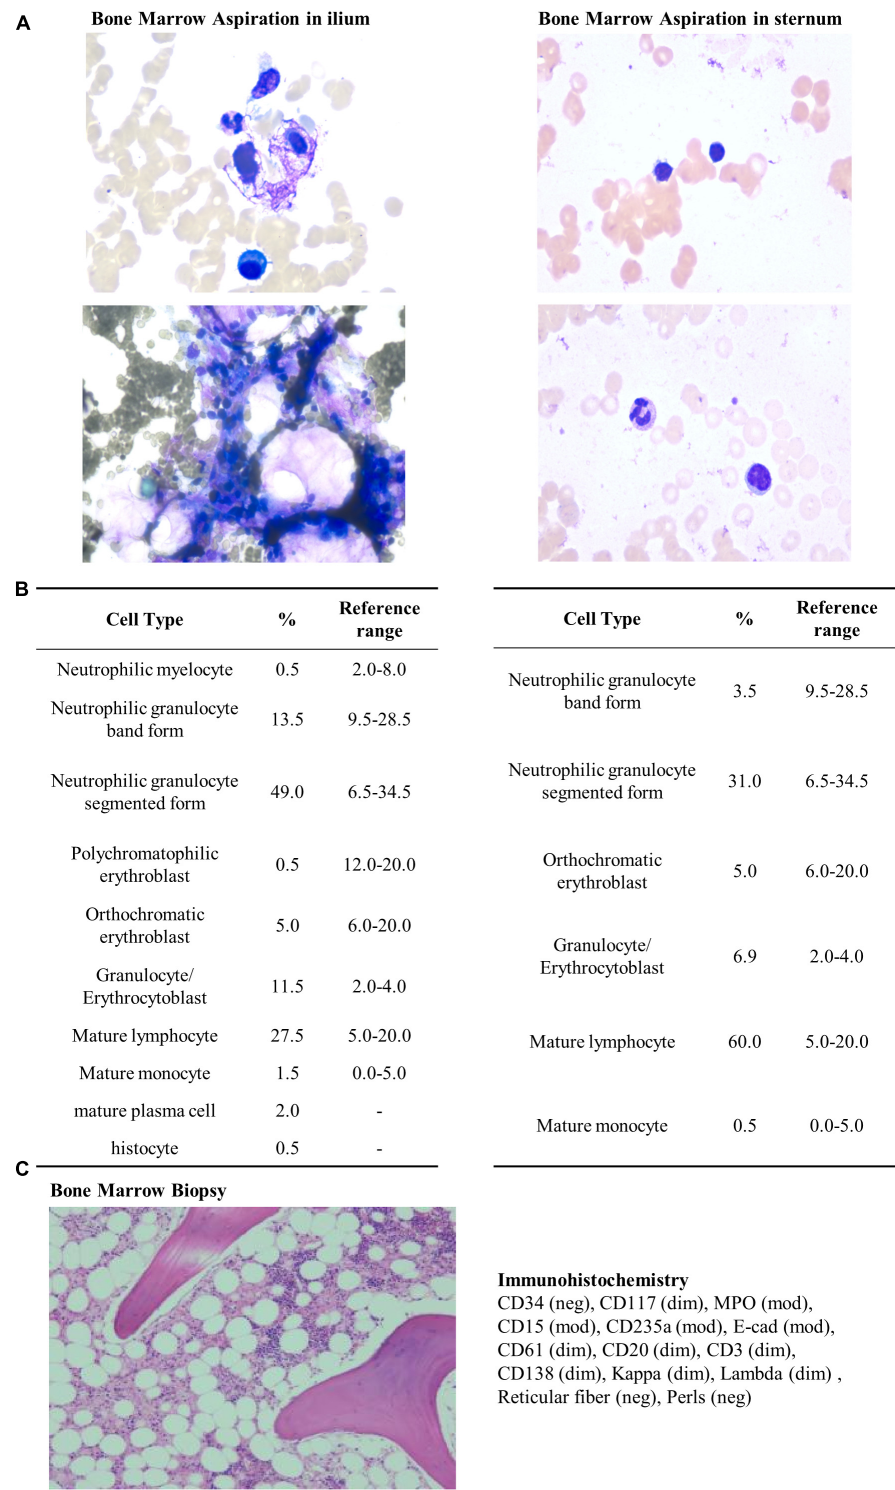 A
Bone Marrow Aspiration in ilium
Bone Marrow Aspiration in sternum
B
Cell Type % Reference
range
Neutrophilic myelocyte 0.5 2.0-8.0
Neutrophilic granulocyte
band form 13.5 9.5-28.5
Neutrophilic granulocyte
segmented form 49.0 6.5-34.5
Polychromatophilic
erythroblast 0.5 12.0-20.0
Orthochromatic
erythroblast 5.0 6.0-20.0
Granulocyte/
Erythrocytoblast 11.5 2.0-4.0
Mature lymphocyte 27.5 5.0-20.0
Mature monocyte 1.5 0.0-5.0
mature plasma cell 2.0 -
histocyte 0.5 -
Cell Type % Reference
range
Neutrophilic granulocyte
band form 3.5 9.5-28.5
Neutrophilic granulocyte
segmented form 31.0 6.5-34.5
Orthochromatic
erythroblast 5.0 6.0-20.0
Granulocyte/
Erythrocytoblast 6.9 2.0-4.0
Mature lymphocyte 60.0 5.0-20.0
Mature monocyte 0.5 0.0-5.0
C
Bone Marrow Biopsy
Immunohistochemistry
CD34 (neg), CD117 (dim), MPO (mod),
CD15 (mod), CD235a (mod), E-cad (mod),
CD61 (dim), CD20 (dim), CD3 (dim),
CD138 (dim), Kappa (dim), Lambda (dim) ,
Reticular fiber (neg), Perls (neg)